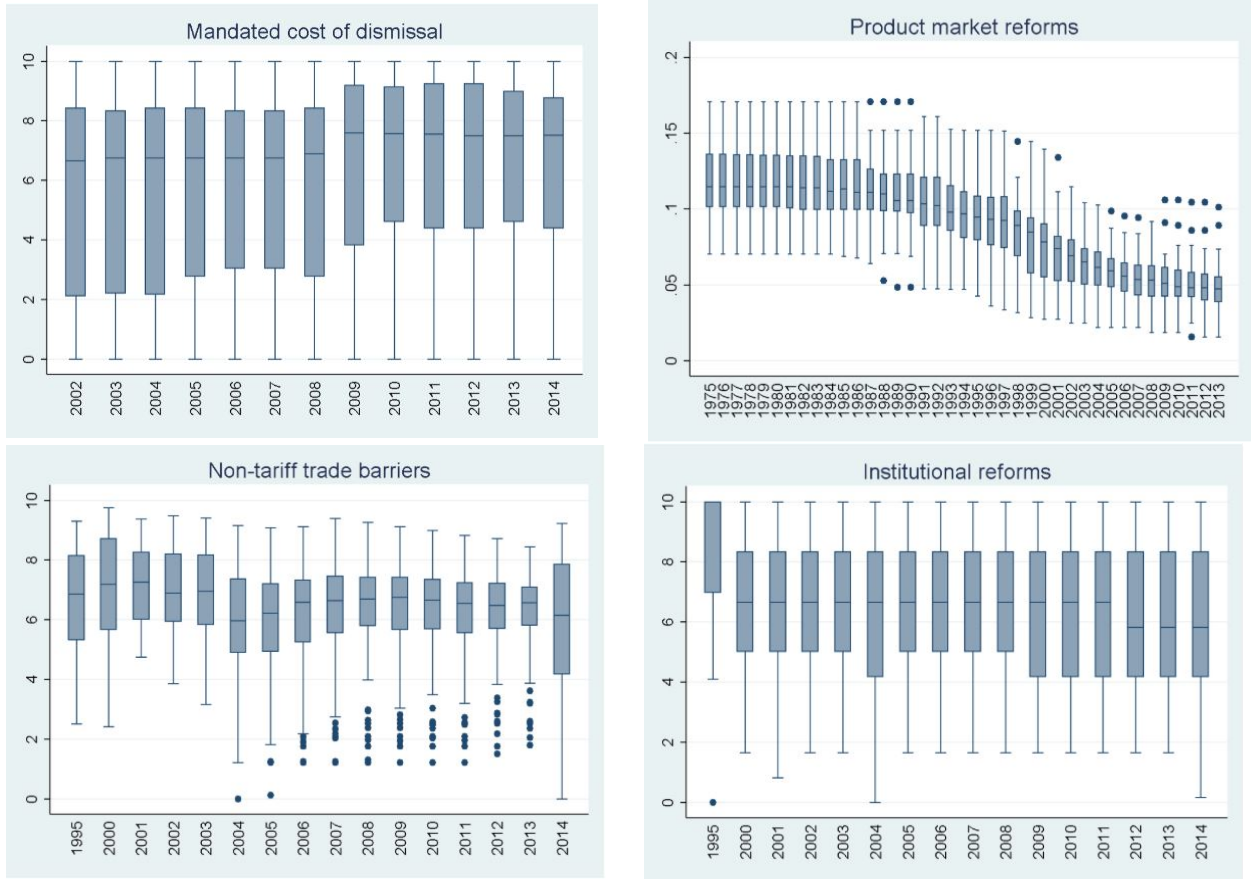 Mandated cost of dismissal
10
8
6
4
2
0
2002 2003 2004 2005 2006 2007 2008 2009 2010 2011 2012 2013 2014
Product market reforms
.2
.15
.1
.05
0
1975 1976 1977 1978 1979 1980 1981 1982 1983 1984 1985 1986 1987 1988 1989 1990 1991 1992 1993 1994 1995 1996 1997 1998 1999 2000 2001 2002 2003 2004 2005 2006 2007 2008 2009 2010 2011 2012 2013
Non-tariff trade barriers
10
8
6
4
2
0
1995 2000 2001 2002 2003 2004 2005 2006 2007 2008 2009 2010 2011 2012 2013 2014
Institutional reforms
10
8
6
4
2
0
1995 2000 2001 2002 2003 2004 2005 2006 2007 2008 2009 2010 2011 2012 2013 2014